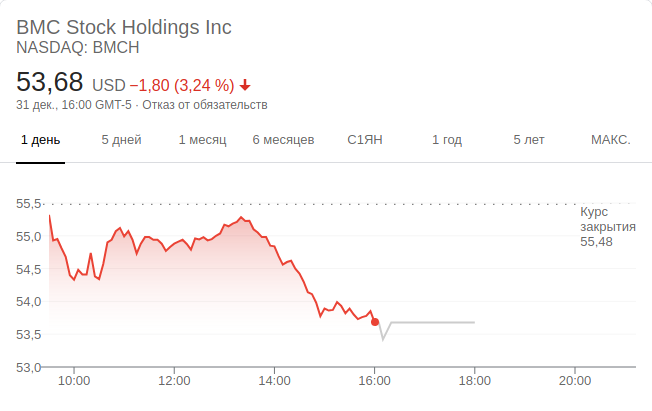 BMC Stock Holdings Inc
NASDAQ: BMCH
53,68 USD −1,80 (3,24 %)
31 дек., 16:00 GMT-5 · Отказ от обязательств
1 день 5 дней 1 месяц 6 месяцев С1ЯН 1 год 5 лет МАКС.
55,5
Курс
закрытия
55,48
55,0
54,5
54,0
53,5
53,0
10:00 12:00 14:00 16:00 18:00 20:00